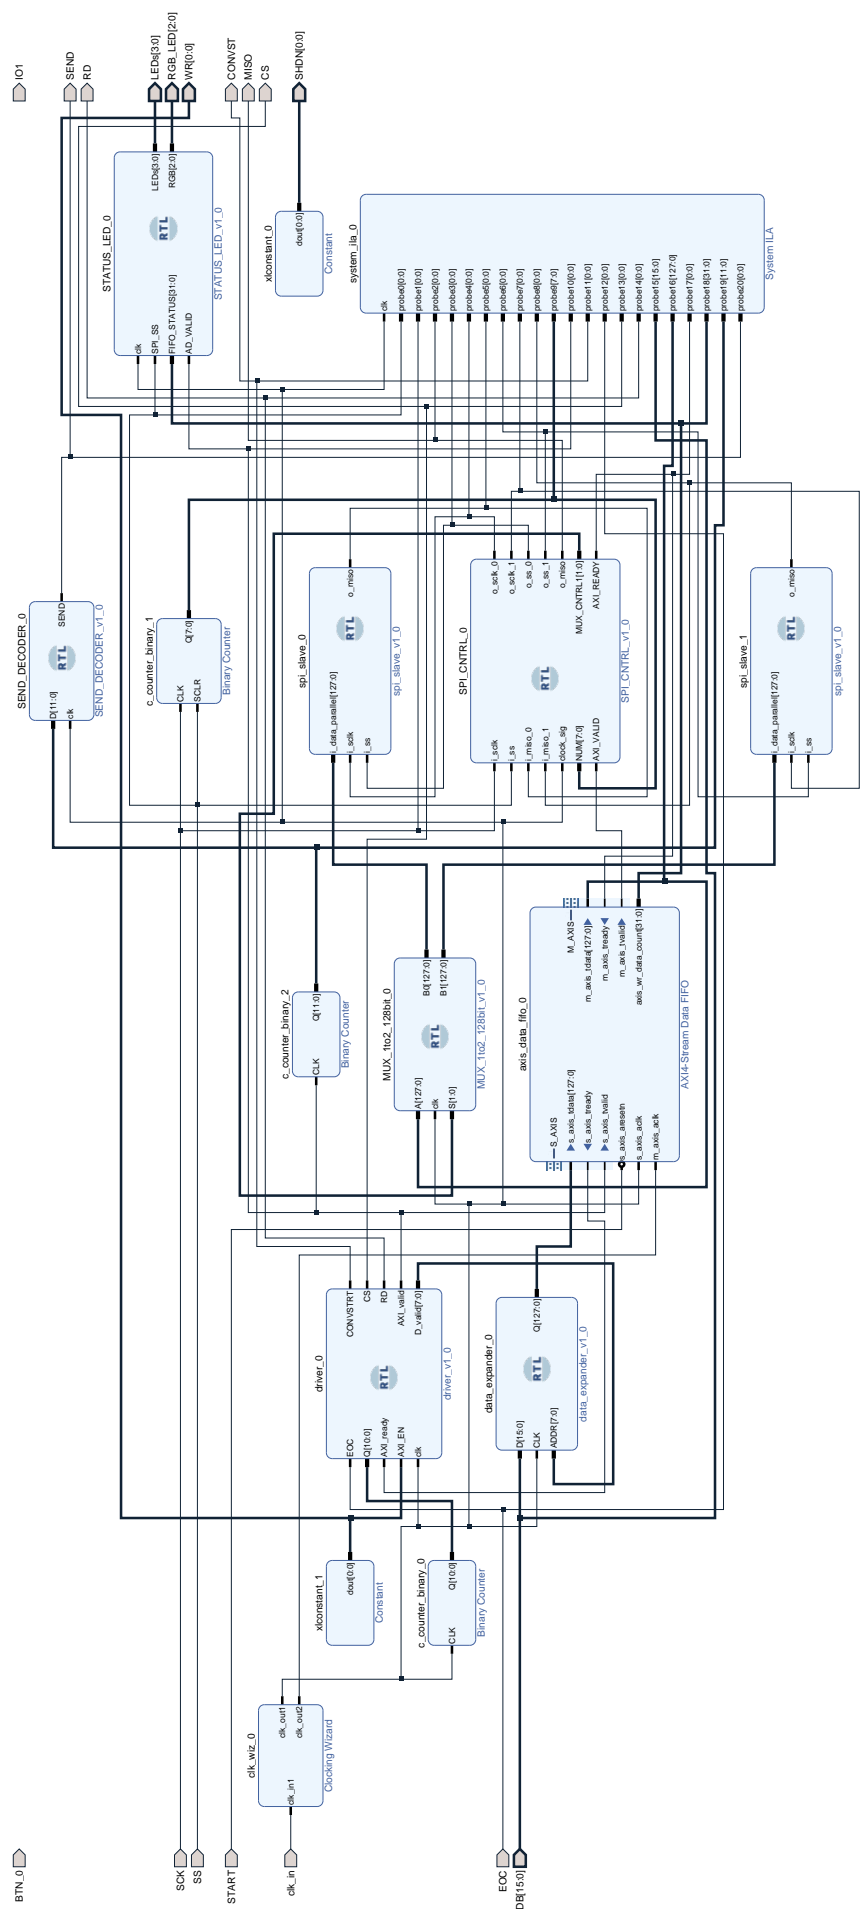 BTN_0
SCK
SS
START
clk_in
EOC
DB[15:0]
clk_wiz_0
clk_in1
clk_out1
clk_out2
Clocking Wizard
xlconstant_1
dout[0:0]
Constant
c_counter_binary_0
CLK
Q[10:0]
Binary Counter
driver_0
EOC
Q[10:0]
AXI_ready
AXI_EN
clk
CONVSTRT
CS
RD
AXI_valid
D_valid[7:0]
RTL
driver_v1_0
data_expander_0
D[15:0]
CLK
ADDR[7:0]
Q[127:0]
RTL
data_expander_v1_0
c_counter_binary_2
CLK
Q[11:0]
Binary Counter
MUX_1to2_128bit_0
A[127:0]
clk
S[1:0]
B0[127:0]
B1[127:0]
RTL
MUX_1to2_128bit_v1_0
axis_data_fifo_0
S_AXIS
s_axis_tdata[127:0]
s_axis_tready
s_axis_tvalid
s_axis_aresetn
s_axis_aclk
m_axis_aclk
M_AXIS
m_axis_tdata[127:0]
m_axis_tready
m_axis_tvalid
axis_wr_data_count[31:0]
AXI4-Stream Data FIFO
SEND_DECODER_0
D[11:0]
clk
SEND
RTL
SEND_DECODER_v1_0
c_counter_binary_1
CLK
SCLR
Q[7:0]
Binary Counter
spi_slave_0
i_data_parallel[127:0]
i_sclk
i_ss
o_miso
RTL
spi_slave_v1_0
SPI_CNTRL_0
i_sclk
i_ss
i_miso_0
i_miso_1
clock_sig
NUM[7:0]
AXI_VALID
o_sclk_0
o_sclk_1
o_ss_0
o_ss_1
o_miso
MUX_CNTRL1[1:0]
AXI_READY
RTL
SPI_CNTRL_v1_0
spi_slave_1
i_data_parallel[127:0]
i_sclk
i_ss
o_miso
RTL
spi_slave_v1_0
STATUS_LED_0
clk
SPI_SS
FIFO_STATUS[31:0]
AD_VALID
LEDs[3:0]
RGB[2:0]
RTL
STATUS_LED_v1_0
xlconstant_0
dout[0:0]
Constant
system_ila_0
clk
probe0[0:0]
probe1[0:0]
probe2[0:0]
probe3[0:0]
probe4[0:0]
probe5[0:0]
probe6[0:0]
probe7[0:0]
probe8[0:0]
probe9[7:0]
probe10[0:0]
probe11[0:0]
probe12[0:0]
probe13[0:0]
probe14[0:0]
probe15[15:0]
probe16[127:0]
probe17[0:0]
probe18[31:0]
probe19[11:0]
probe20[0:0]
System ILA
IO1
SEND
RD
LEDs[3:0]
RGB_LED[2:0]
WR[0:0]
CONVST
MISO
CS
SHDN[0:0]